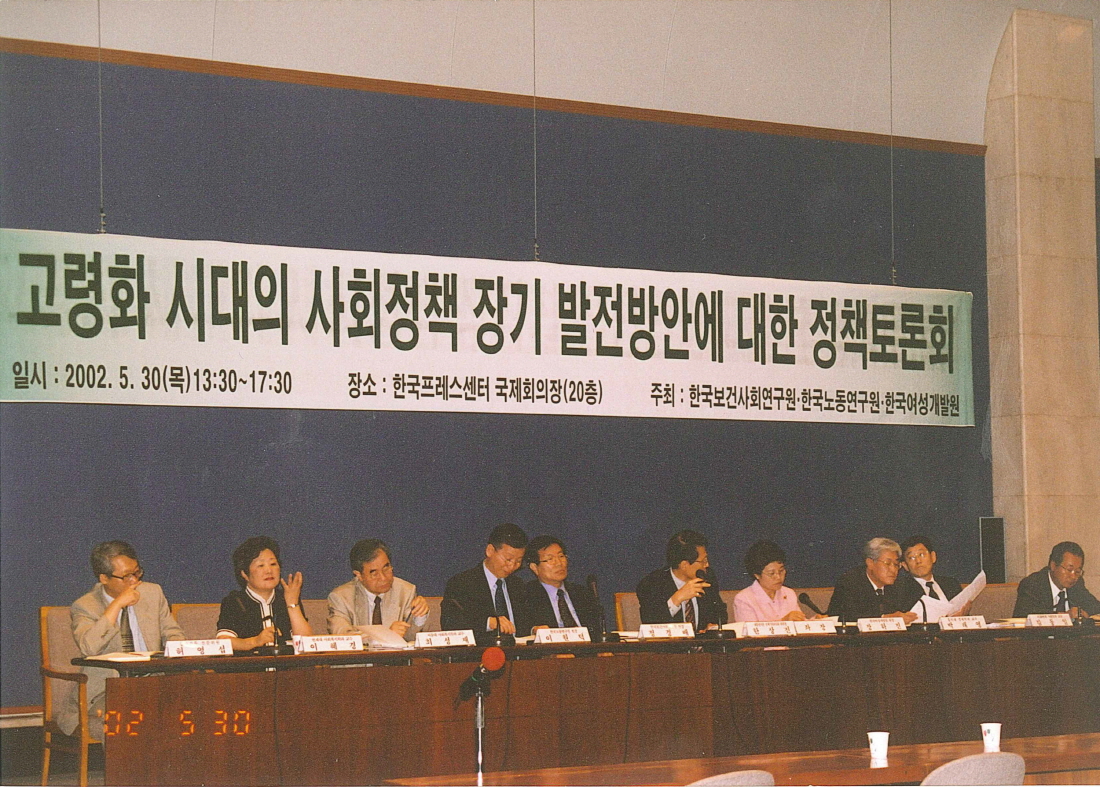 고령화 시대의 사회정책 장기 발전방안에 대한 정책토론회
일시 : 2002. 5. 30(목)13:30~17:30 장소 : 한국프레스센터 국제회의장(20층) 주최 : 한국보건사회연구원·한국노동연구원·한국여성개발원
이혜경
'02 5 30